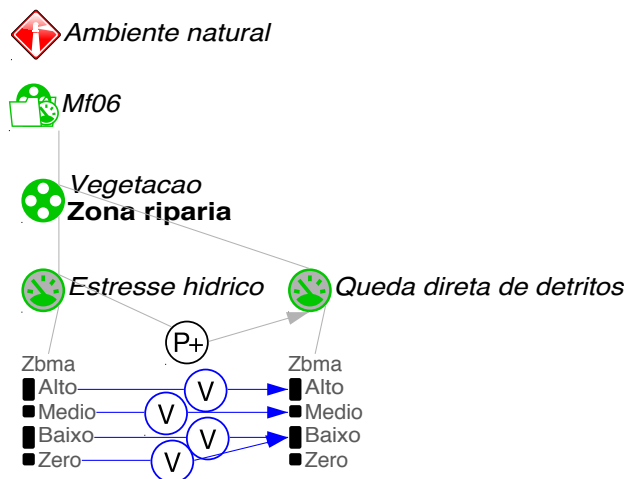 Ambiente natural
Mf06
Vegetacao
Zona riparia
Estresse hidrico Queda direta de detritos
P+
Zbma Zbma
Alto V Alto
Medio V Medio
Baixo V Baixo
Zero V Zero